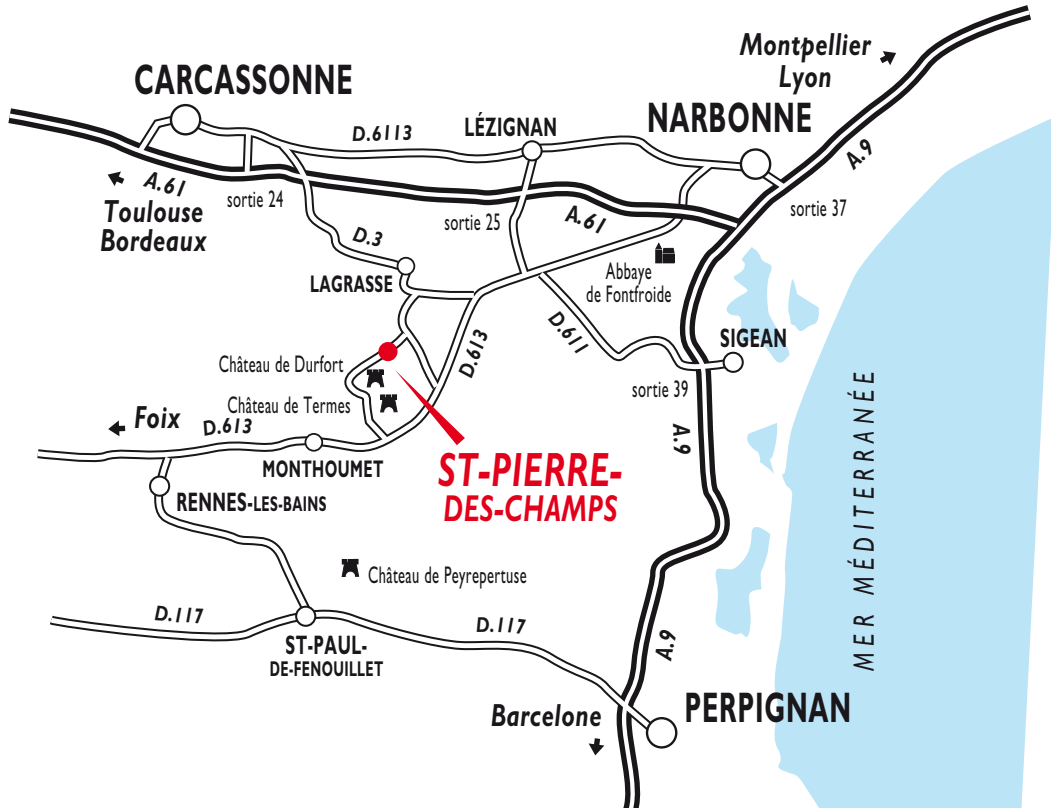 Montpellier
Lyon
CARCASSONNE
NARBONNE
D.6113
LÉZIGNAN
A.9
A.61
sortie 24
sortie 37
Toulouse
Bordeaux
sortie 25
A.61
D.3
Abbaye
de Fontfroide
LAGRASSE
D.611
D.613
SIGEAN
Château de Durfort
sortie 39
MER MÉDITERRANÉE
Château de Termes
Foix
D.613
A.9
MONTHOUMET
ST-PIERRE-
DES-CHAMPS
RENNES-LES-BAINS
Château de Peyrepertuse
D.117
D.117
ST-PAUL-
DE-FENOUILLET
A.9
Barcelone
PERPIGNAN